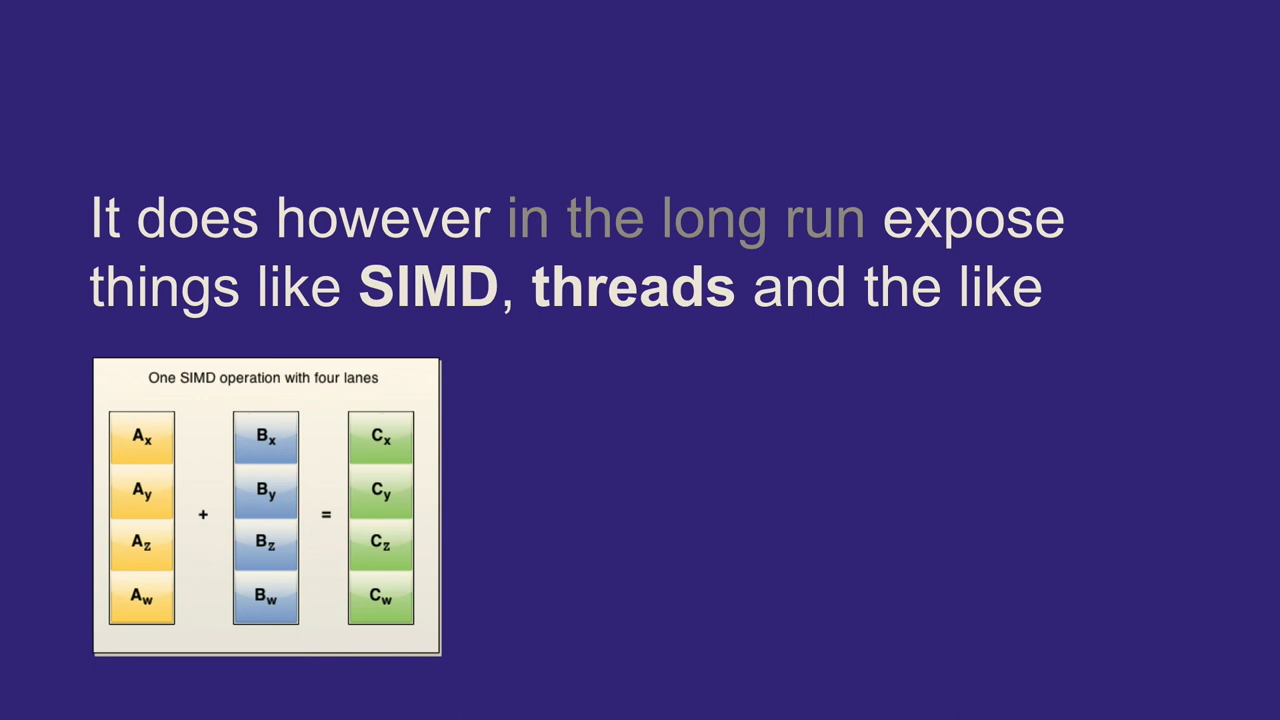 It does however in the long run expose
things like SIMD, threads and the like
One SIMD operation with four lanes
Ax Bx Cx
Ay By Cy
+ =
Az Bz Cz
Aw Bw Cw